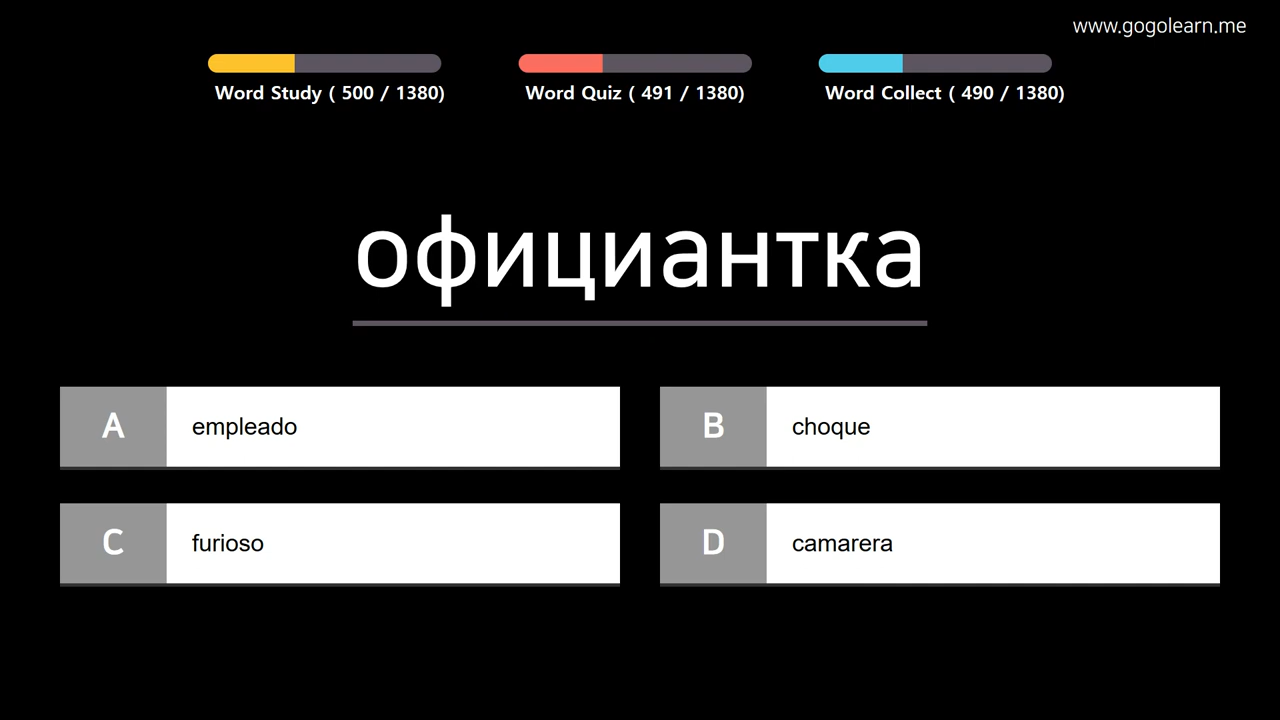 www.gogolearn.me
Word Study ( 500 / 1380)
Word Quiz ( 491 / 1380)
Word Collect ( 490 / 1380)
официантка
A empleado
B choque
C furioso
D camarera